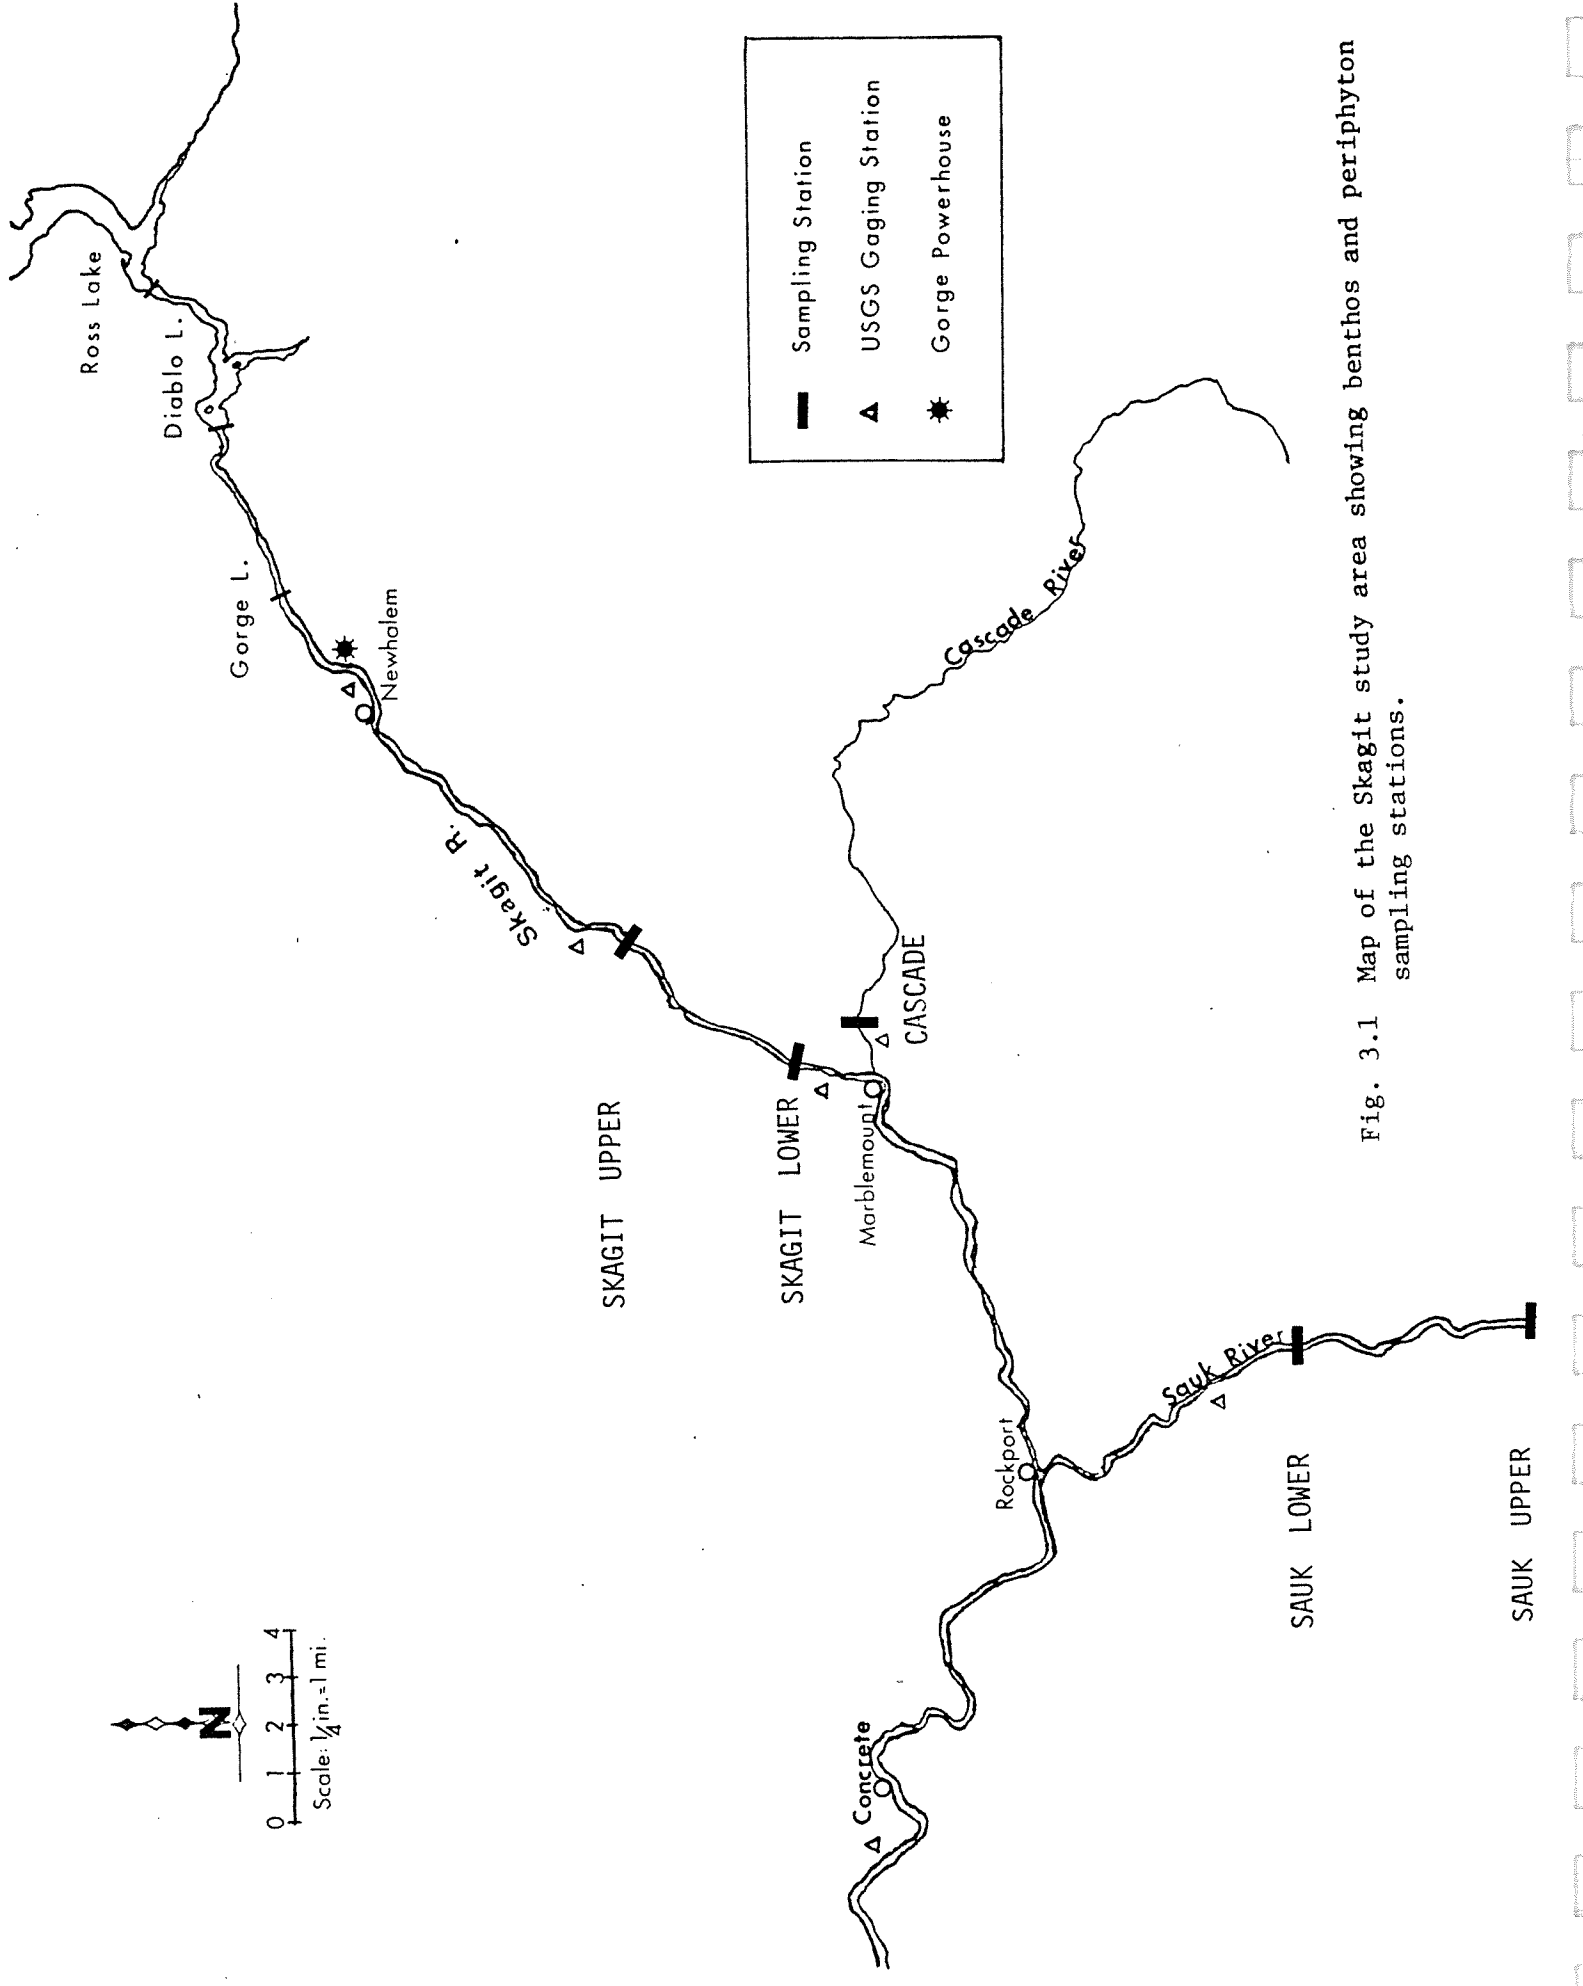 Ross Lake
Diablo L.
Gorge L.
Newhalem
Skagit R.
SKAGIT UPPER
SKAGIT LOWER
Marblemount
CASCADE
Cascade River
Rockport
Sauk River
SAUK LOWER
SAUK UPPER
Concrete
N
0 1 2 3 4
Scale: 1/4 in.=1 mi.
Sampling Station
USGS Gaging Station
Gorge Powerhouse
Fig. 3.1 Map of the Skagit study area showing benthos and periphyton
sampling stations.